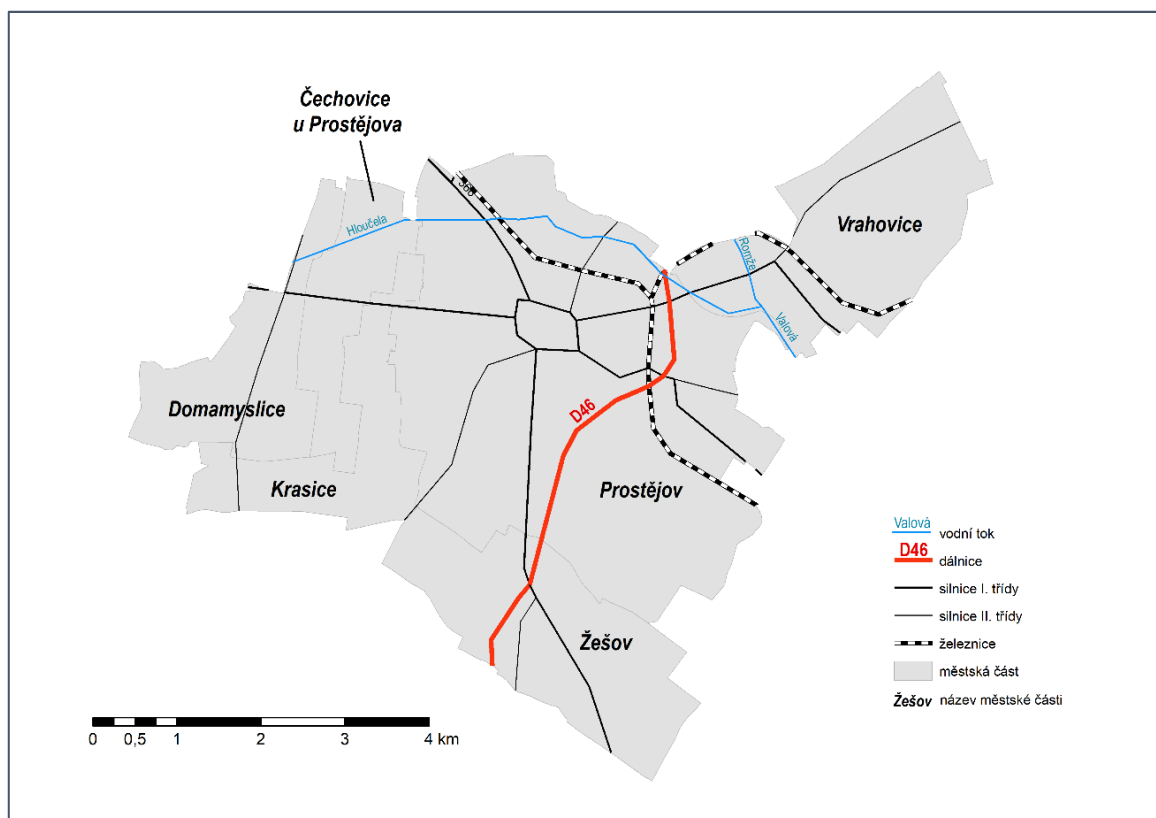 Čechovice
u Prostějova
Hloučela
Romže
Vrahovice
Valová
Domamyslice
D46
Krasice
Prostějov
Žešov
Valová
vodní tok
D46
dálnice
silnice I. třídy
silnice II. třídy
železnice
městská část
Žešov
název městské části
0
0,5
1
2
3
4 km